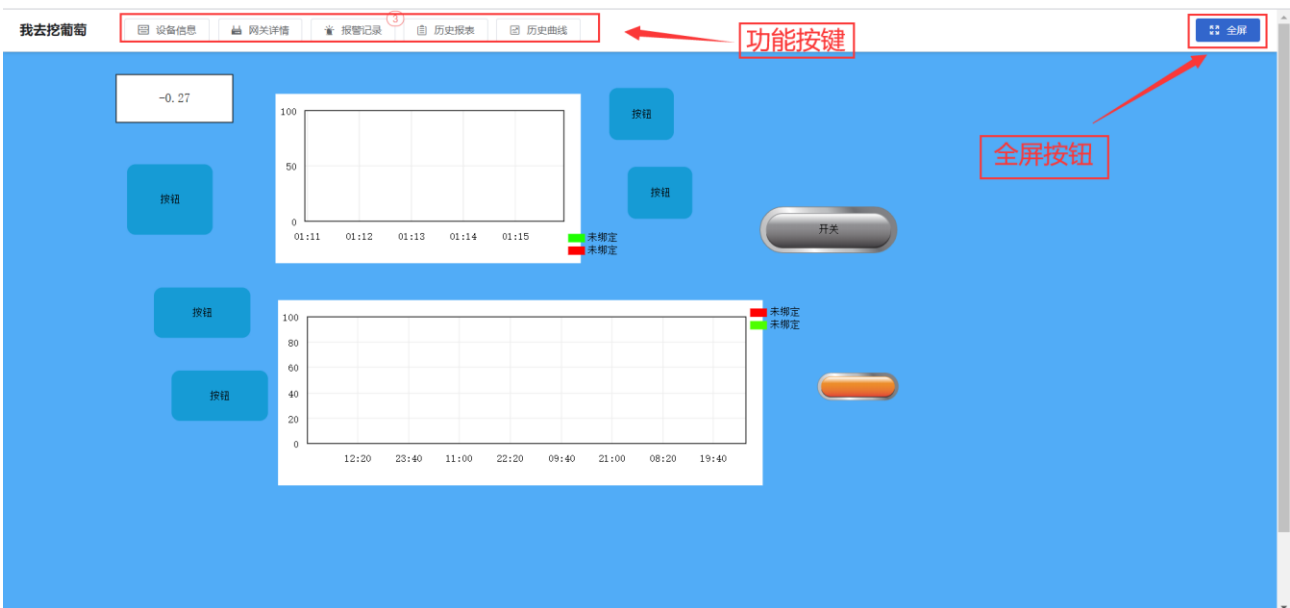 我去挖葡萄 设备信息 网关详情 报警记录 ③ 历史报表 历史曲线 功能按键 全屏
全屏按钮
-0.27
100
50
0
01:11 01:12 01:13 01:14 01:15
未绑定
未绑定
按钮
按钮
按钮
开关
按钮
按钮
100
80
60
40
20
0
12:20 23:40 11:00 22:20 09:40 21:00 08:20 19:40
未绑定
未绑定